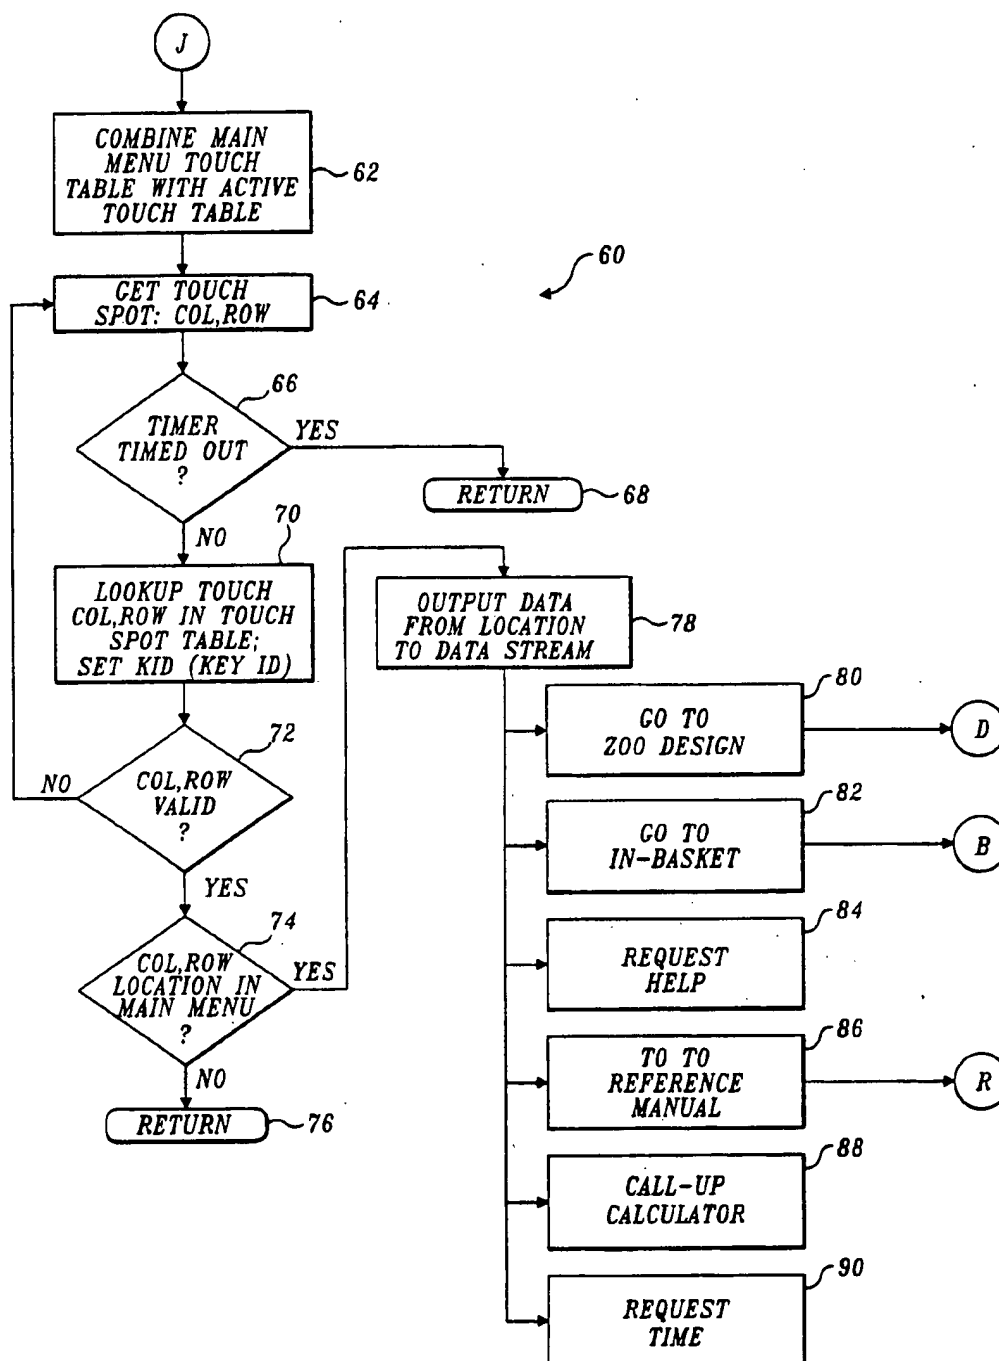 J
COMBINE MAIN
MENU TOUCH
TABLE WITH ACTIVE
TOUCH TABLE
62
60
GET TOUCH
SPOT: COL,ROW
64
66
TIMER
TIMED OUT
?
YES
RETURN
68
NO
70
LOOKUP TOUCH
COL,ROW IN TOUCH
SPOT TABLE;
SET KID (KEY ID)
72
COL,ROW
VALID
?
NO
YES
74
COL,ROW
LOCATION IN
MAIN MENU
?
YES
NO
RETURN
76
OUTPUT DATA
FROM LOCATION
TO DATA STREAM
78
80
GO TO
ZOO DESIGN
D
82
GO TO
IN-BASKET
B
84
REQUEST
HELP
86
TO TO
REFERENCE
MANUAL
R
88
CALL-UP
CALCULATOR
90
REQUEST
TIME